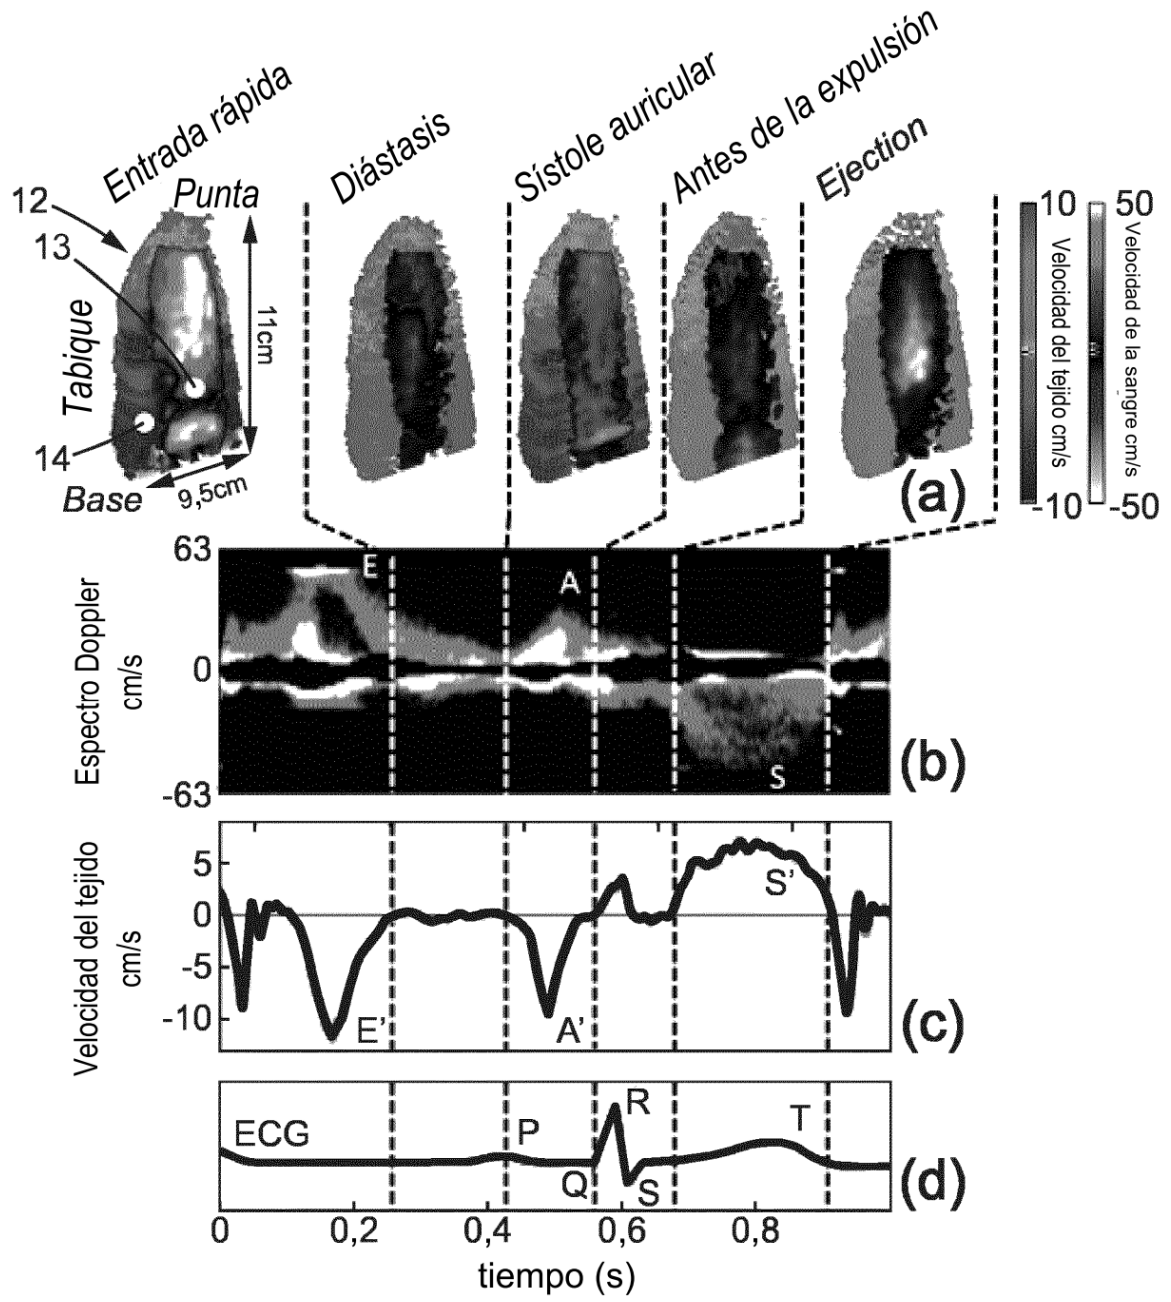 Entrada rápida
Diástasis
Sístole auricular
Antes de la expulsión
Ejection
12
13
14
Punta
Tabique
Base
11cm
9,5cm
10
-10
Velocidad del tejido cm/s
50
-50
Velocidad de la sangre cm/s
(a)
Espectro Doppler
cm/s
63
0
-63
E
A
S
(b)
Velocidad del tejido
cm/s
5
0
-5
-10
E'
A'
S'
(c)
ECG
P
Q
R
S
T
(d)
0
0,2
0,4
0,6
0,8
tiempo (s)